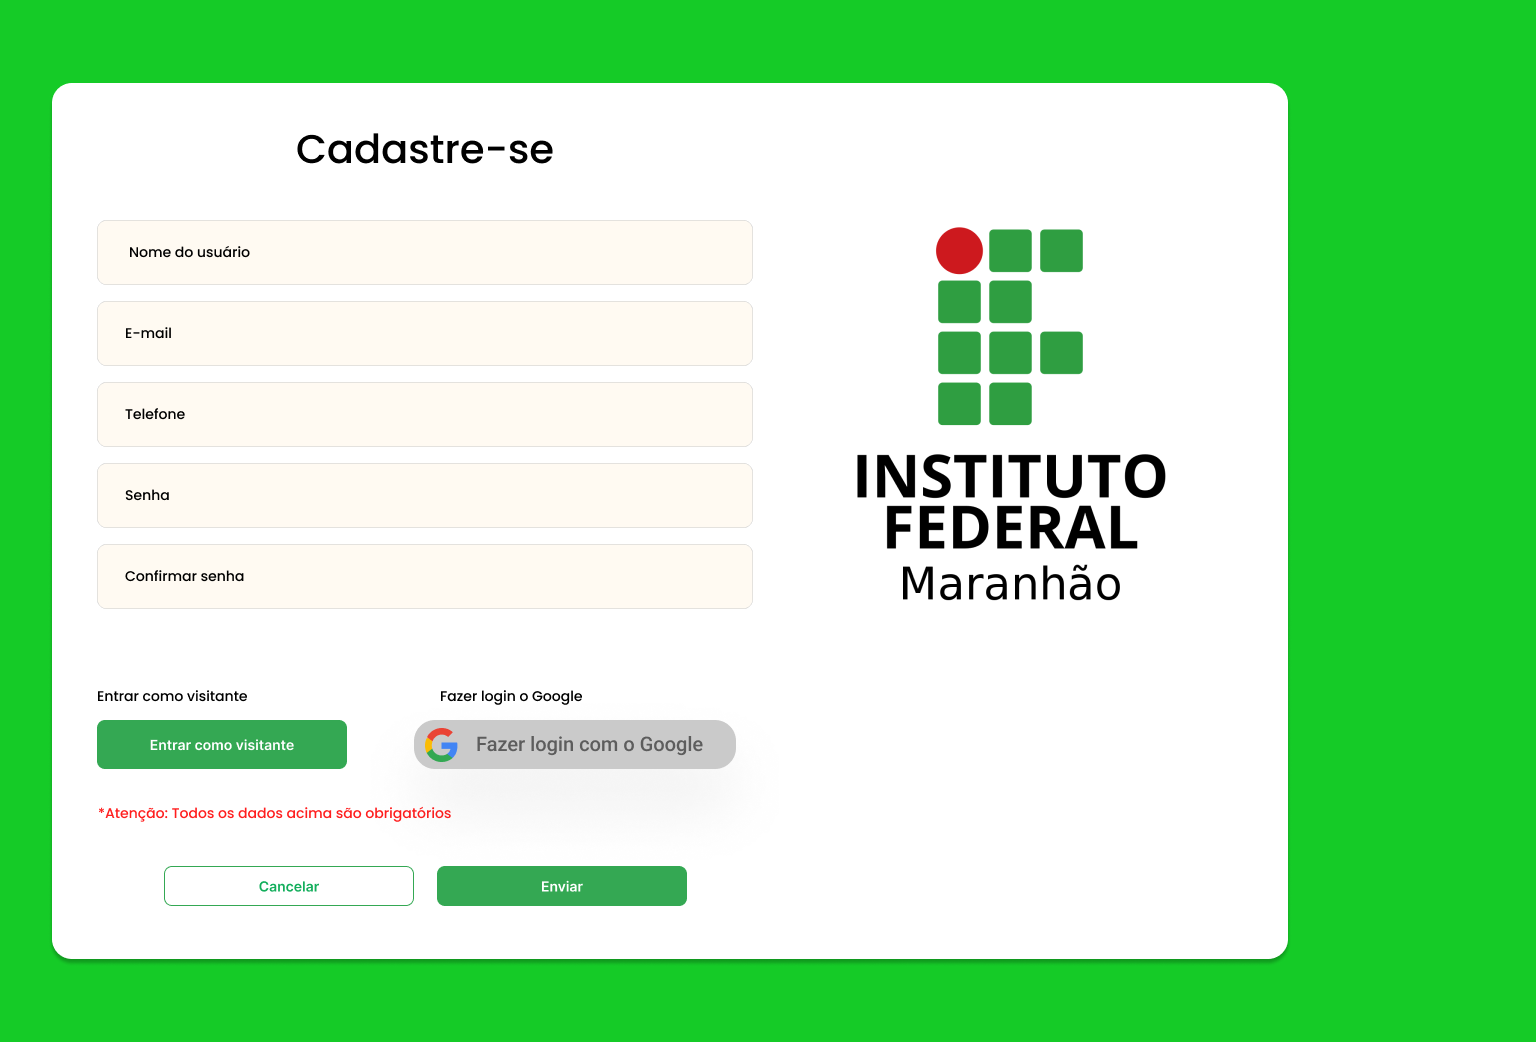 Cadastre-se
Nome do usuário
E-mail
Telefone
Senha
Confirmar senha
INSTITUTO
FEDERAL
Maranhão
Entrar como visitante
Fazer login o Google
Entrar como visitante
Fazer login com o Google
*Atenção: Todos os dados acima são obrigatórios
Cancelar
Enviar